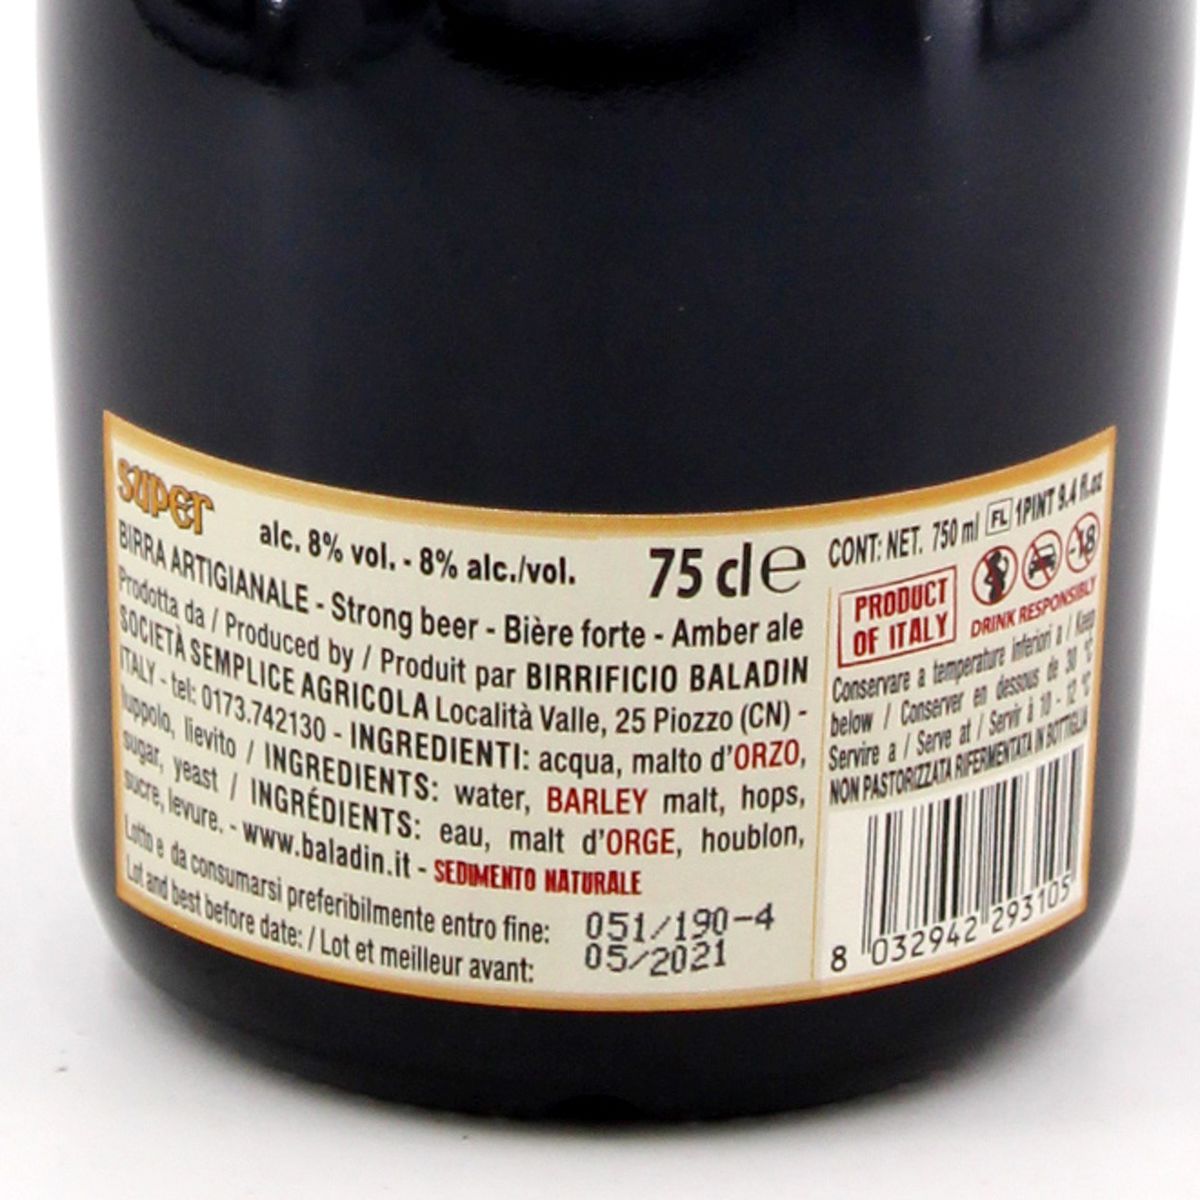 super
alc. 8% vol. - 8% alc./vol.
75 cl e
BIRRA ARTIGIANALE - Strong beer - Bière forte - Amber ale
Prodotta da / Produced by / Produit par BIRRIFICIO BALADIN
SOCIETÀ SEMPLICE AGRICOLA Località Valle, 25 Piozzo (CN) -
ITALY - tel: 0173.742130 - INGREDIENTI: acqua, malto d'ORZO,
luppolo, lievito / INGREDIENTS: water, BARLEY malt, hops,
sugar, yeast / INGRÉDIENTS: eau, malt d'ORGE, houblon,
sucre, levure. - www.baladin.it - SEDIMENTO NATURALE
Lotto e da consumarsi preferibilmente entro fine:
Lot and best before date: / Lot et meilleur avant:
051/190-4
05/2021
CONT: NET. 750 ml FL 1PINT 9.4 fl.oz
PRODUCT
OF ITALY
-18
DRINK RESPONSIBLY
Conservare a temperature inferiori a / Keep
below / Conserver en dessous de 30 °C
Servire a / Serve at / Servir à 10 - 12 °C
NON PASTORIZZATA RIFERMENTATA IN BOTTIGLIA
8 032942 293105